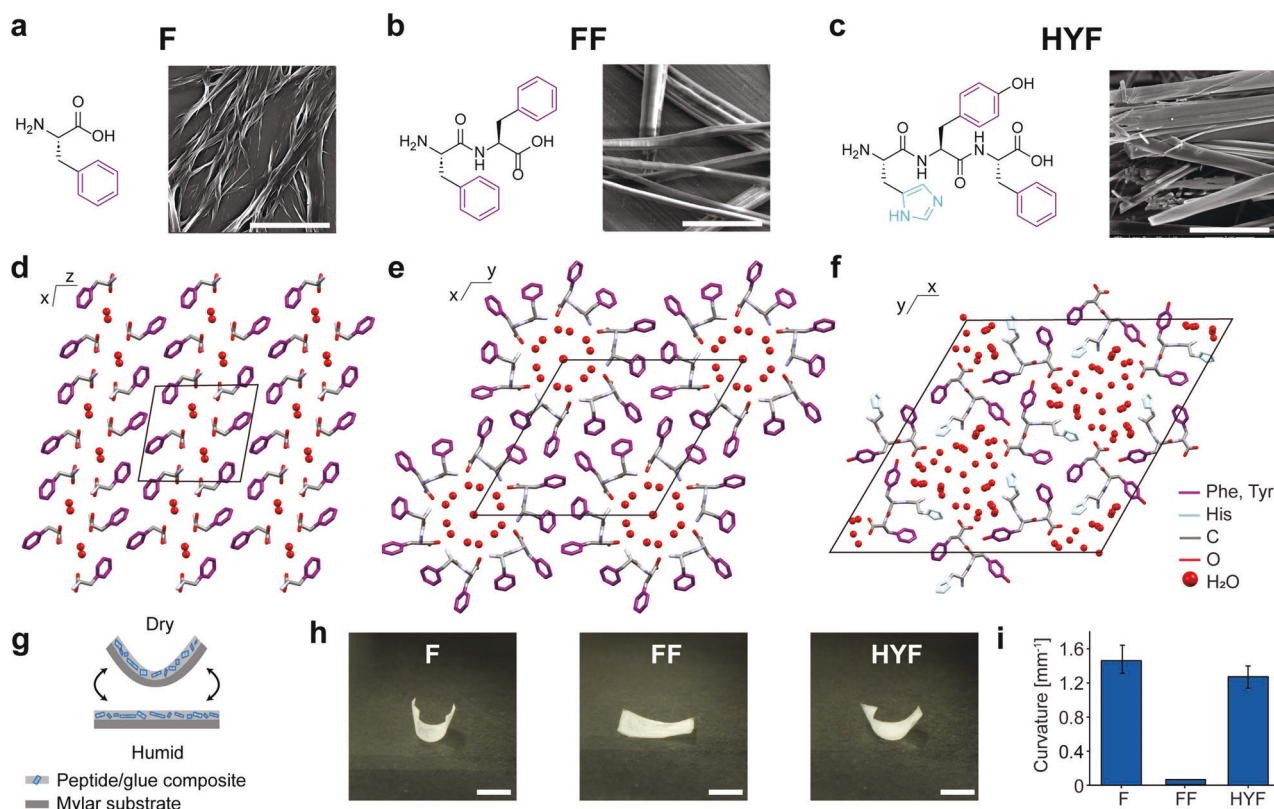 a
F
b
FF
c
HYF
H₂N
O
OH
H₂N
O
NH
O
OH
H₂N
O
N
H
OH
H
N
O
O
OH
HN
N
d
x
z
e
x
y
f
y
x
Phe, Tyr
His
C
O
H₂O
g
Dry
Humid
Peptide/glue composite
Mylar substrate
h
F
FF
HYF
i
Curvature [mm⁻¹]
1.6
1.2
0.8
0.4
0
F
FF
HYF